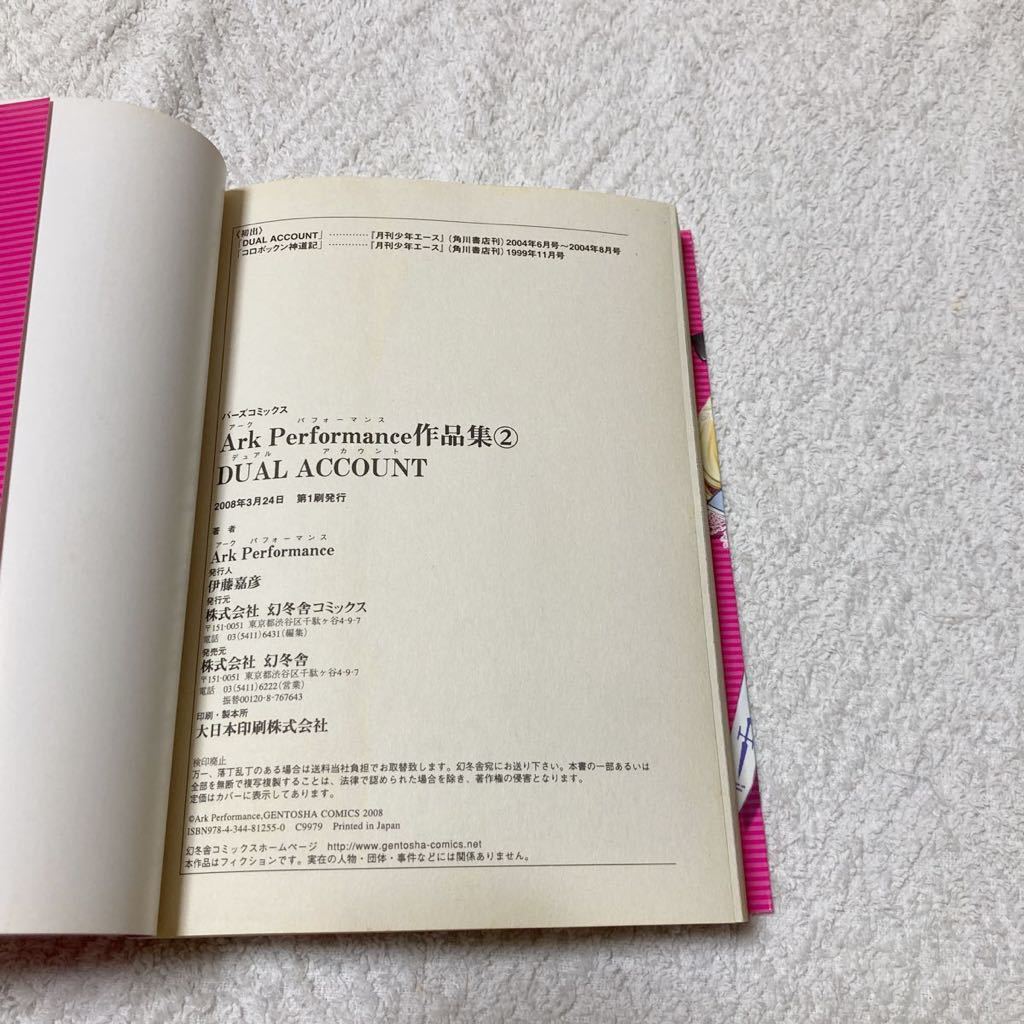 〈初出〉
「DUAL ACCOUNT」…………『月刊少年エース』（角川書店刊）2004年6月号〜2004年8月号
「コロボックン神道記」…………『月刊少年エース』（角川書店刊）1999年11月号
バーズコミックス
アーク パフォーマンス
Ark Performance作品集②
デュアル アカウント
DUAL ACCOUNT
2008年3月24日 第1刷発行
著者
アーク パフォーマンス
Ark Performance
発行人
伊藤嘉彦
発行元
株式会社 幻冬舎コミックス
〒151-0051 東京都渋谷区千駄ヶ谷4-9-7
電話 03(5411)6431(編集)
発売元
株式会社 幻冬舎
〒151-0051 東京都渋谷区千駄ヶ谷4-9-7
電話 03(5411)6222(営業)
振替00120-8-767643
印刷・製本所
大日本印刷株式会社
検印廃止
万一、落丁乱丁のある場合は送料当社負担でお取替致します。幻冬舎宛にお送り下さい。本書の一部あるいは
全部を無断で複写複製することは、法律で認められた場合を除き、著作権の侵害となります。
定価はカバーに表示してあります。
©Ark Performance,GENTOSHA COMICS 2008
ISBN978-4-344-81255-0 C9979 Printed in Japan
幻冬舎コミックスホームページ http://www.gentosha-comics.net
本作品はフィクションです。実在の人物・団体・事件などには関係ありません。